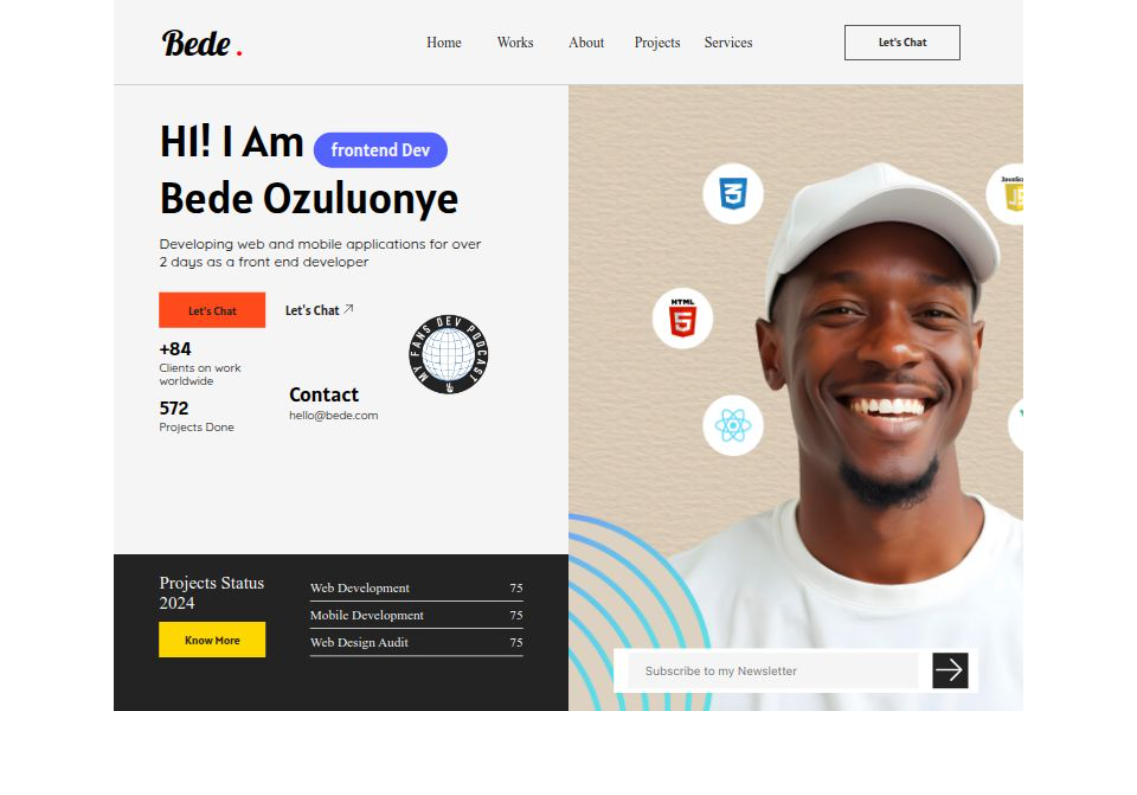 Bede .
Home Works About Projects Services
Let's Chat
HI! I Am frontend Dev
Bede Ozuluonye
Developing web and mobile applications for over
2 days as a front end developer
Let's Chat
Let's Chat
+84
Clients on work
worldwide
572
Projects Done
Contact
hello@bede.com
MY FANS DEV PODCAST
Projects Status
2024
Know More
Web Development 75
Mobile Development 75
Web Design Audit 75
3
HTML
5
JS
Subscribe to my Newsletter